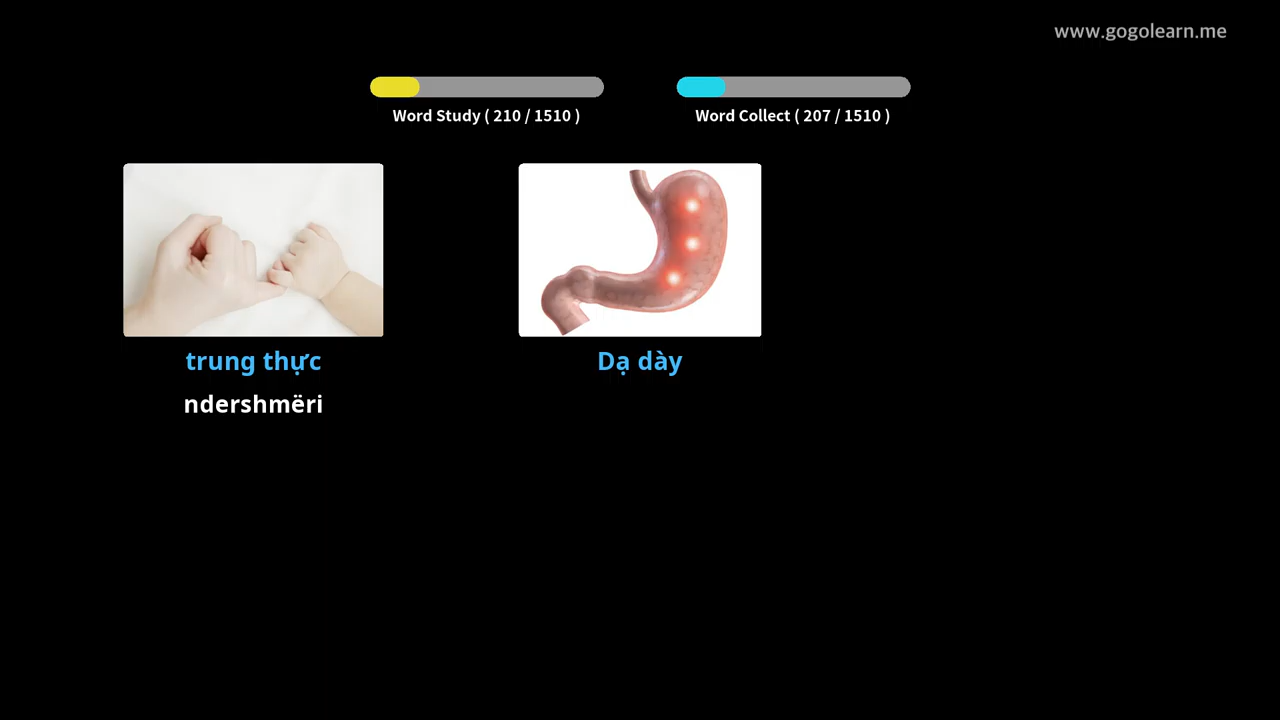 www.gogolearn.me
Word Study ( 210 / 1510 )
Word Collect ( 207 / 1510 )
trung thực
ndershmëri
Dạ dày